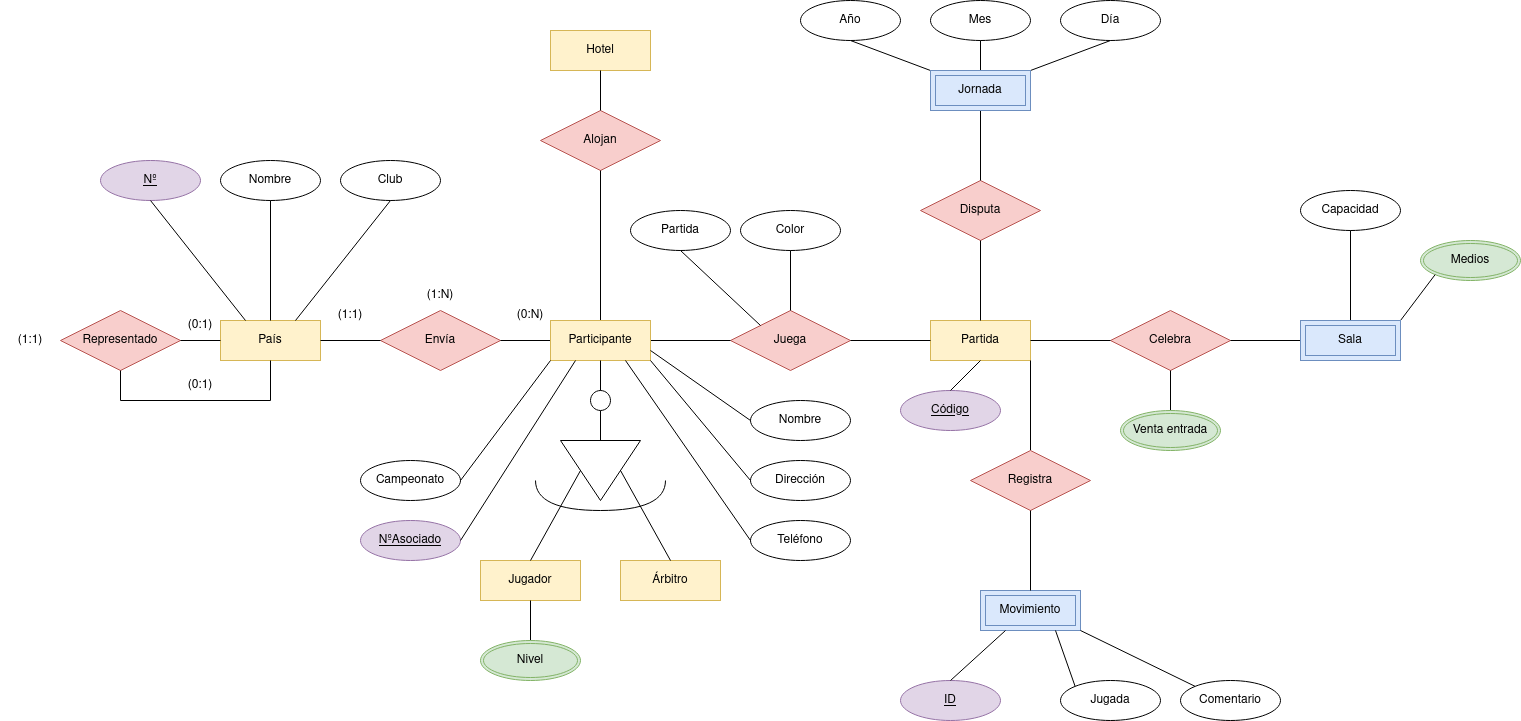 Año
Mes
Día
Hotel
Jornada
Alojan
Nº
Nombre
Club
Disputa
Capacidad
Partida
Color
Medios
(1:N)
(0:1)
(1:1)
(0:N)
(1:1)
Representado
País
Envía
Participante
Juega
Partida
Celebra
Sala
(0:1)
Código
Nombre
Venta entrada
Campeonato
Dirección
Registra
NºAsociado
Teléfono
Jugador
Árbitro
Movimiento
Nivel
ID
Jugada
Comentario